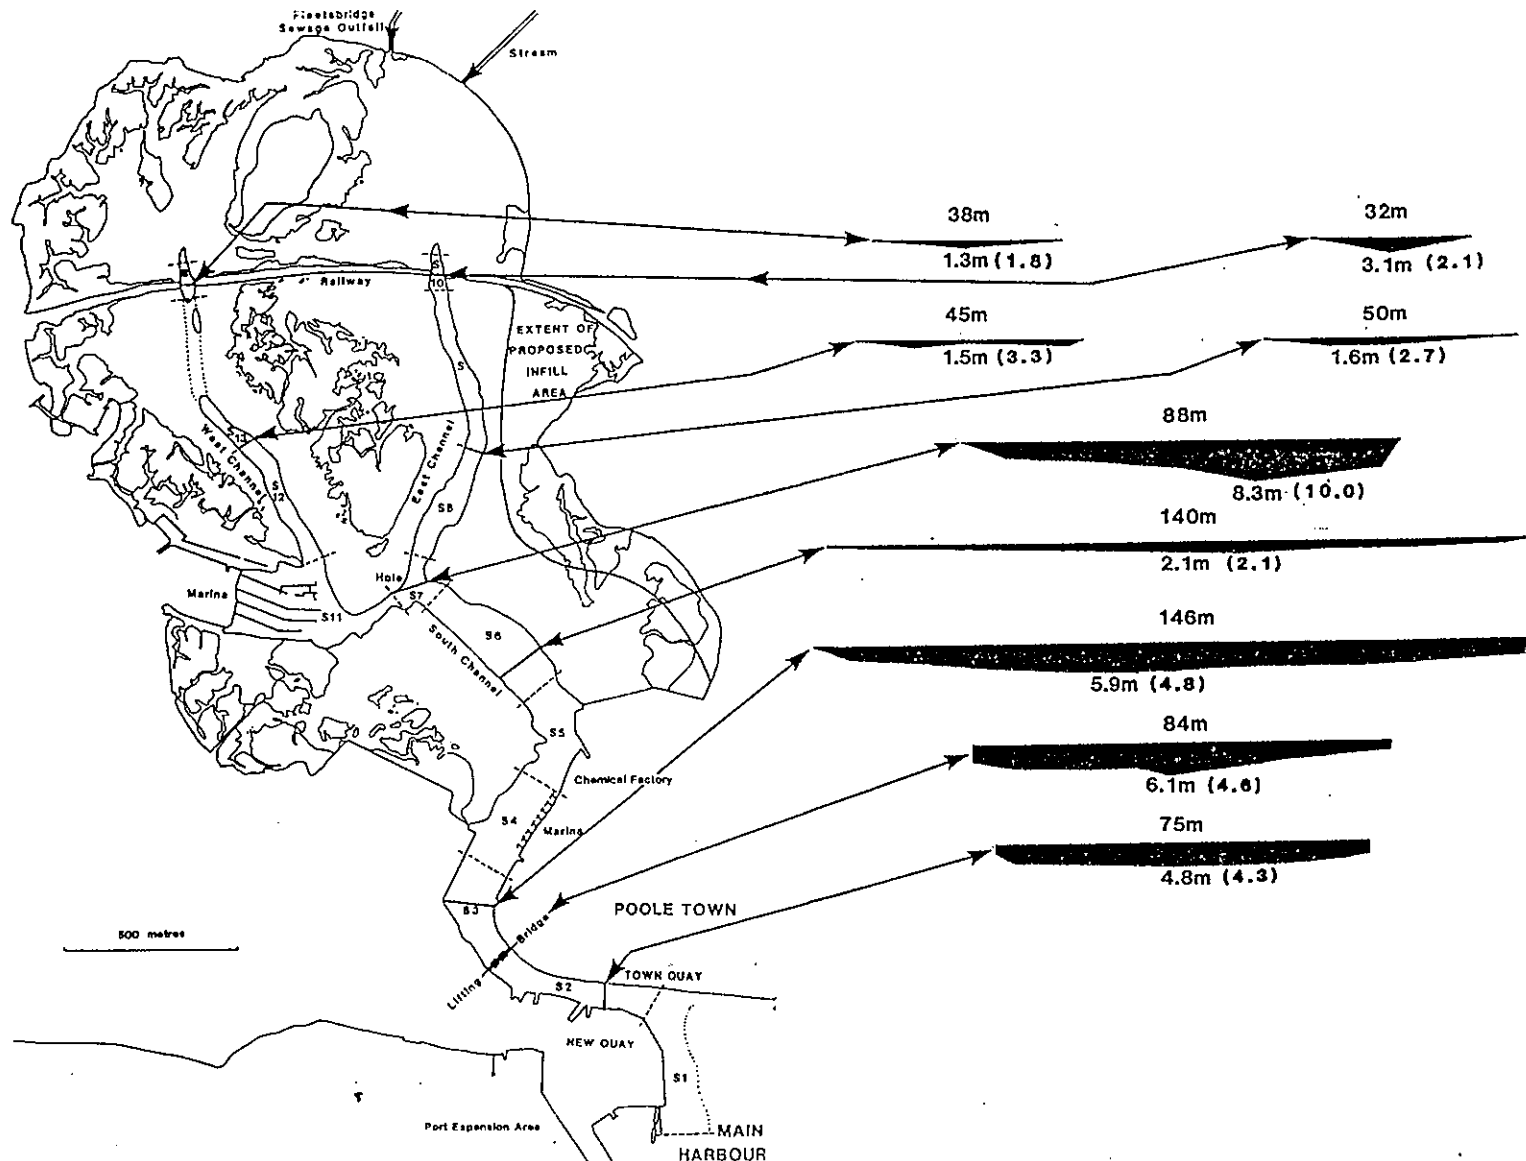 Fleetsbridge
Sewage Outfall
Stream
38m
1.3m (1.8)
32m
3.1m (2.1)
Railway
S
10
45m
1.5m (3.3)
50m
1.6m (2.7)
EXTENT OF
PROPOSED
INFILL
AREA
S
88m
8.3m (10.0)
S13
West Channel
East Channel
S12
S8
140m
2.1m (2.1)
Hole
S7
Marina
S11
S6
South Channel
146m
5.9m (4.8)
S5
84m
6.1m (4.6)
Chemical Factory
S4
Marina
75m
4.8m (4.3)
S3
Lifting Bridge
POOLE TOWN
500 metres
TOWN QUAY
S2
NEW QUAY
S1
Port Expansion Area
MAIN
HARBOUR